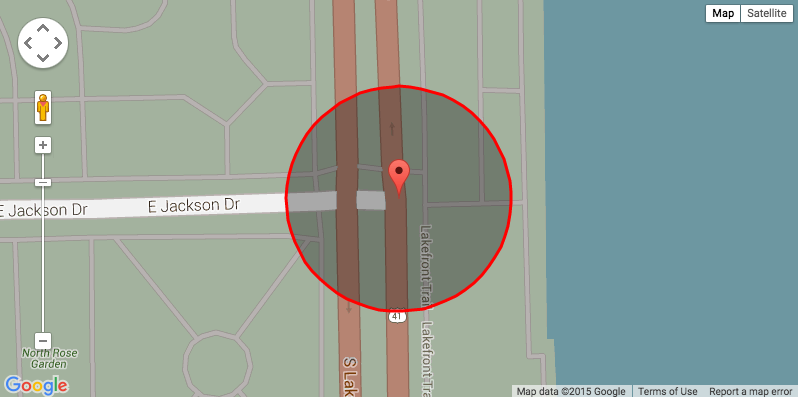 Map Satellite
E Jackson Dr
E Jackson Dr
Lakefront Trai
41
Lakefront Tra
S Lak
North Rose
Garden
Google
Map data ©2015 Google Terms of Use Report a map error